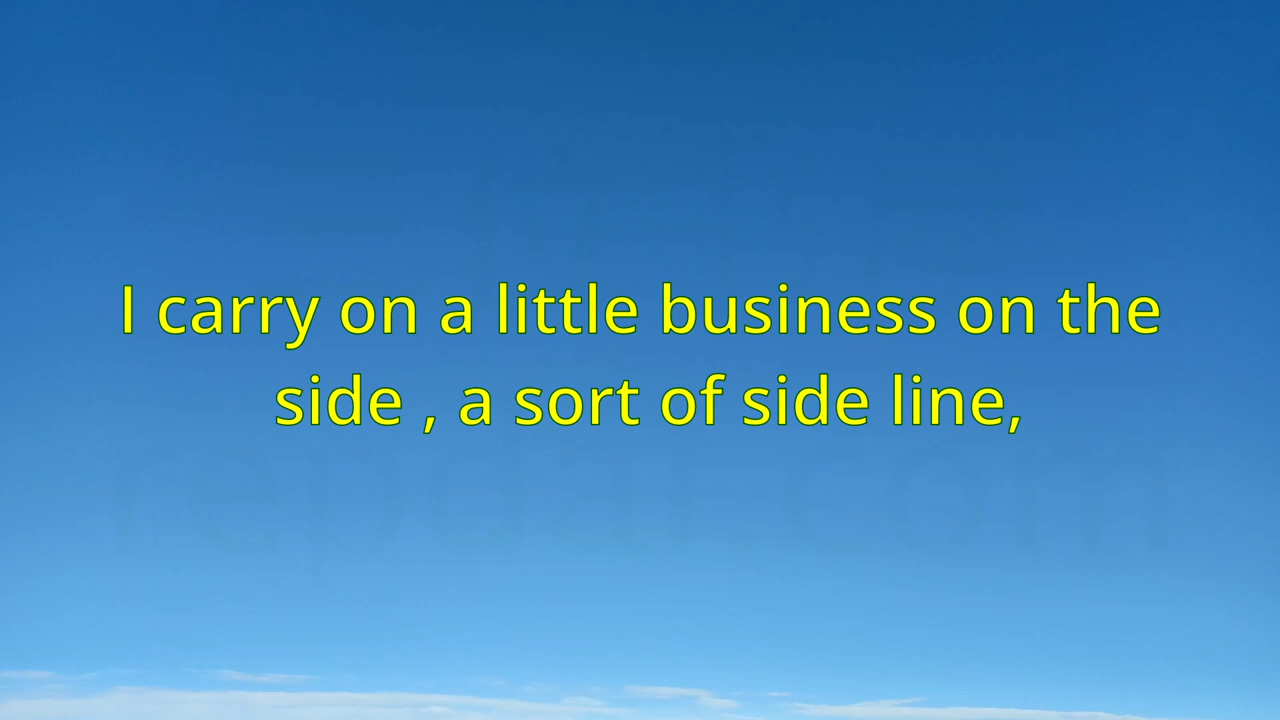 I carry on a little business on the
side , a sort of side line,